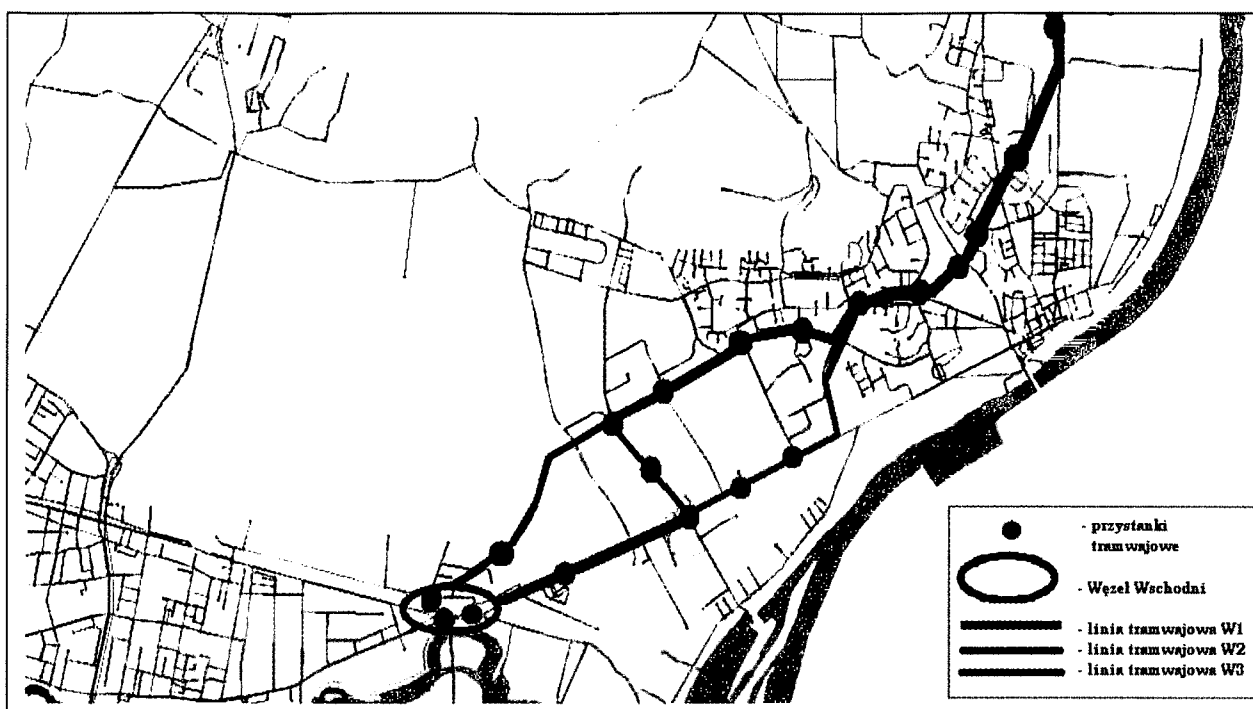 - przystanki
tramwajowe
- Węzeł Wschodni
- linia tramwajowa W1
- linia tramwajowa W2
- linia tramwajowa W3